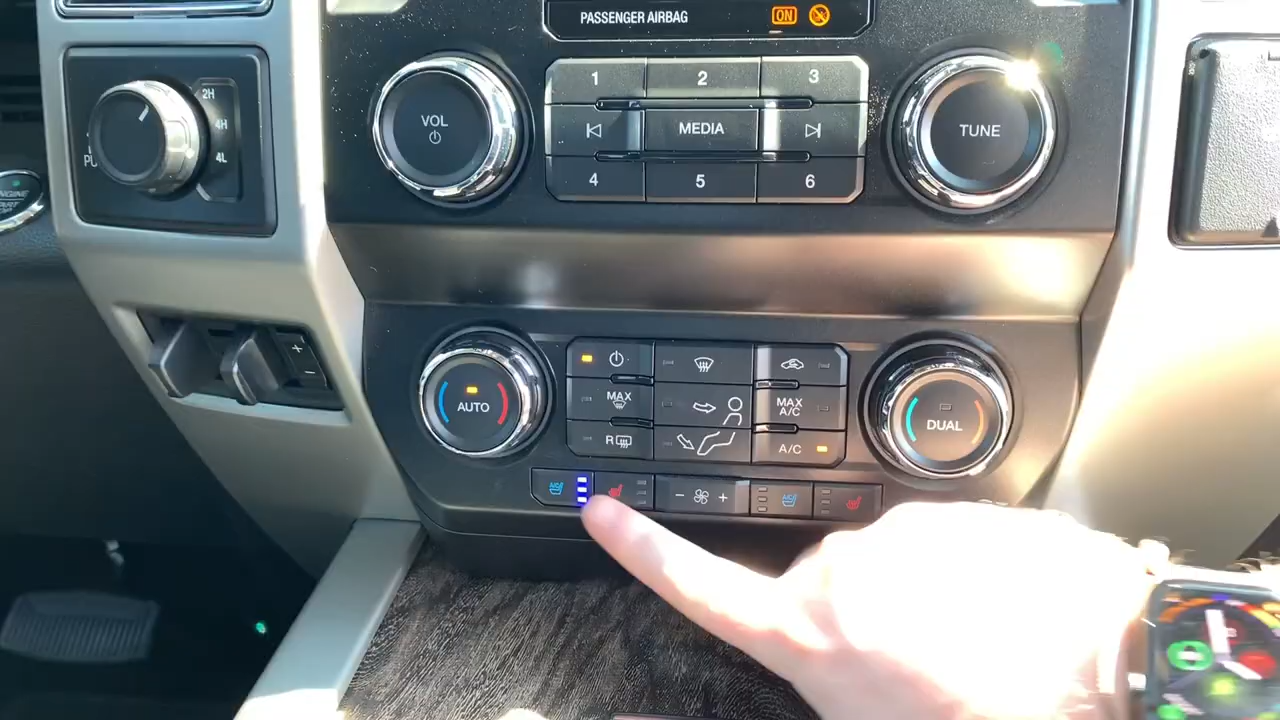 PASSENGER AIRBAG ON
2H
4H
4L
VOL
1 2 3
MEDIA
4 5 6
TUNE
ENGINE
AUTO
MAX
R
MAX
A/C
A/C
DUAL
A/C
- +
A/C
+
-